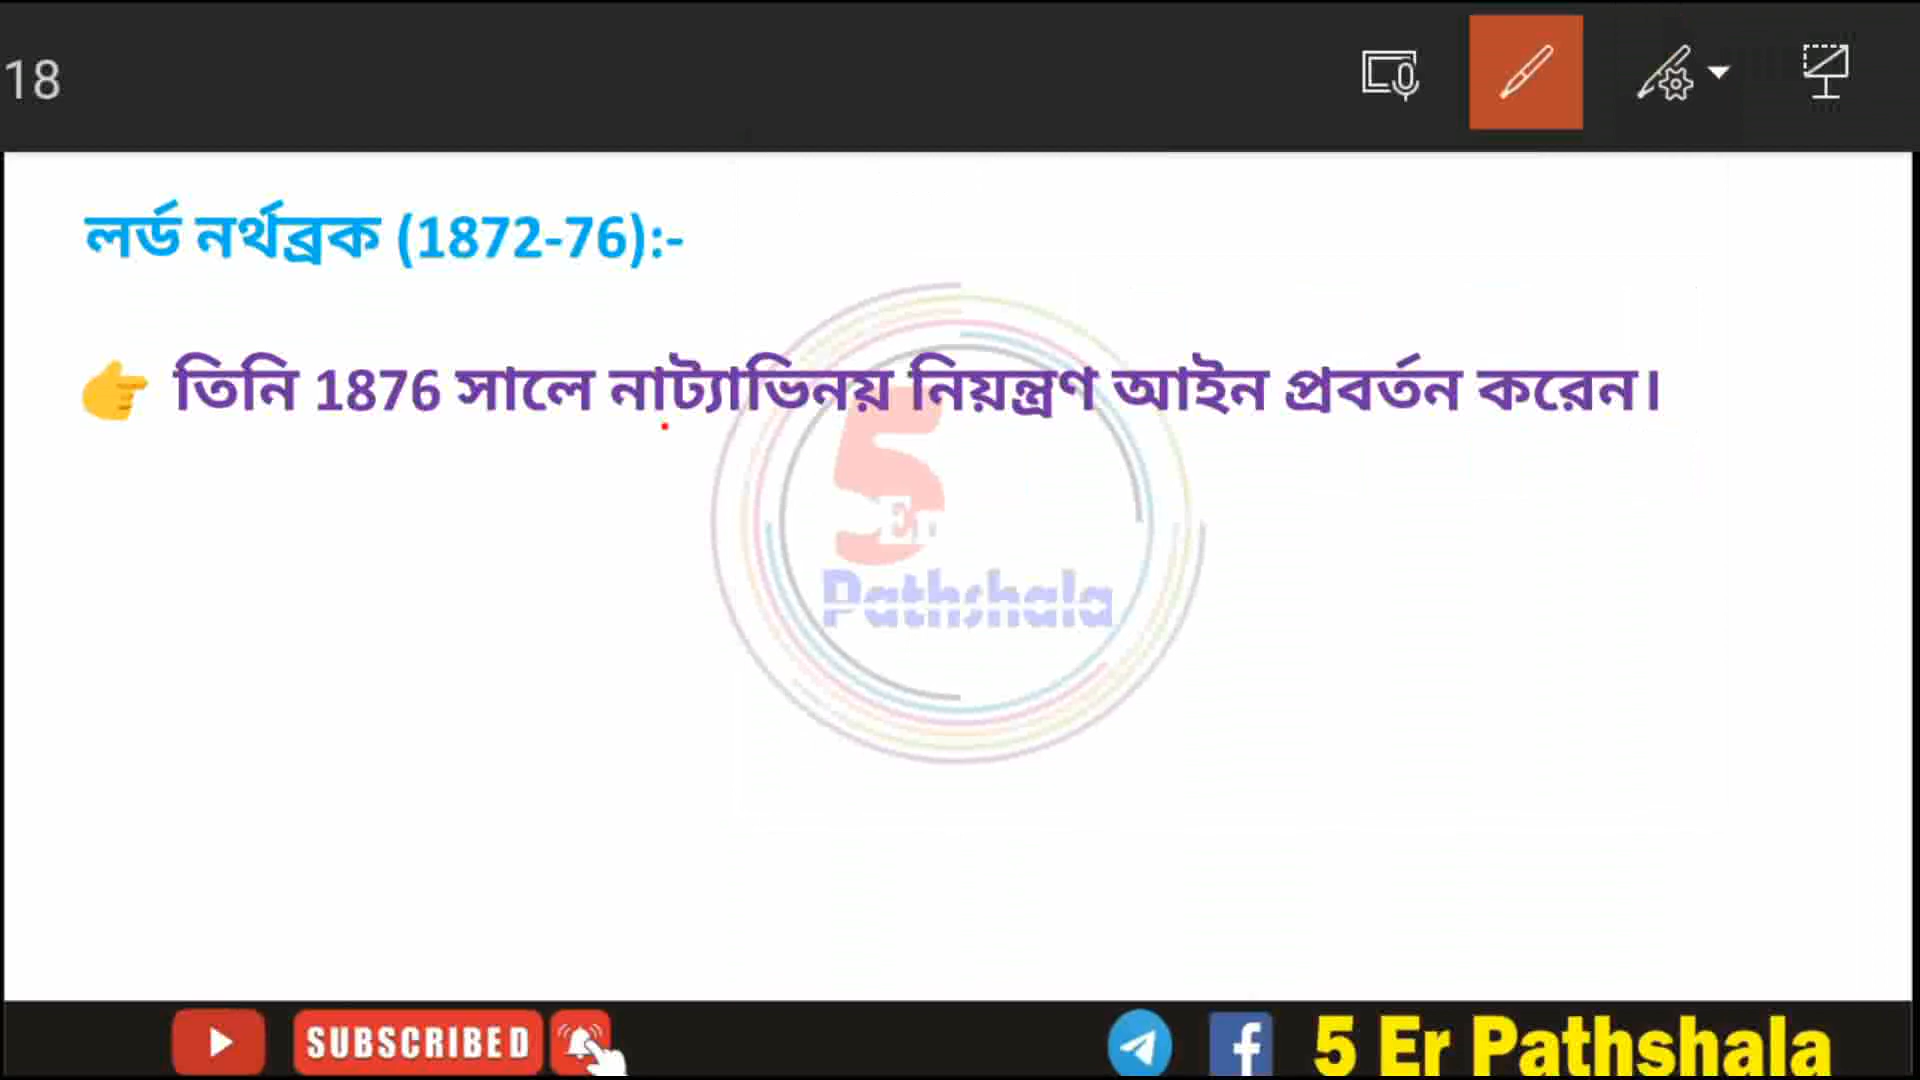 18
লর্ড নর্থব্রুক (1872-76):-
👉 তিনি 1876 সালে নাট্যাভিনয় নিয়ন্ত্রণ আইন প্রবর্তন করেন।
5
Er
Pathshala
SUBSCRIBED
5 Er Pathshala